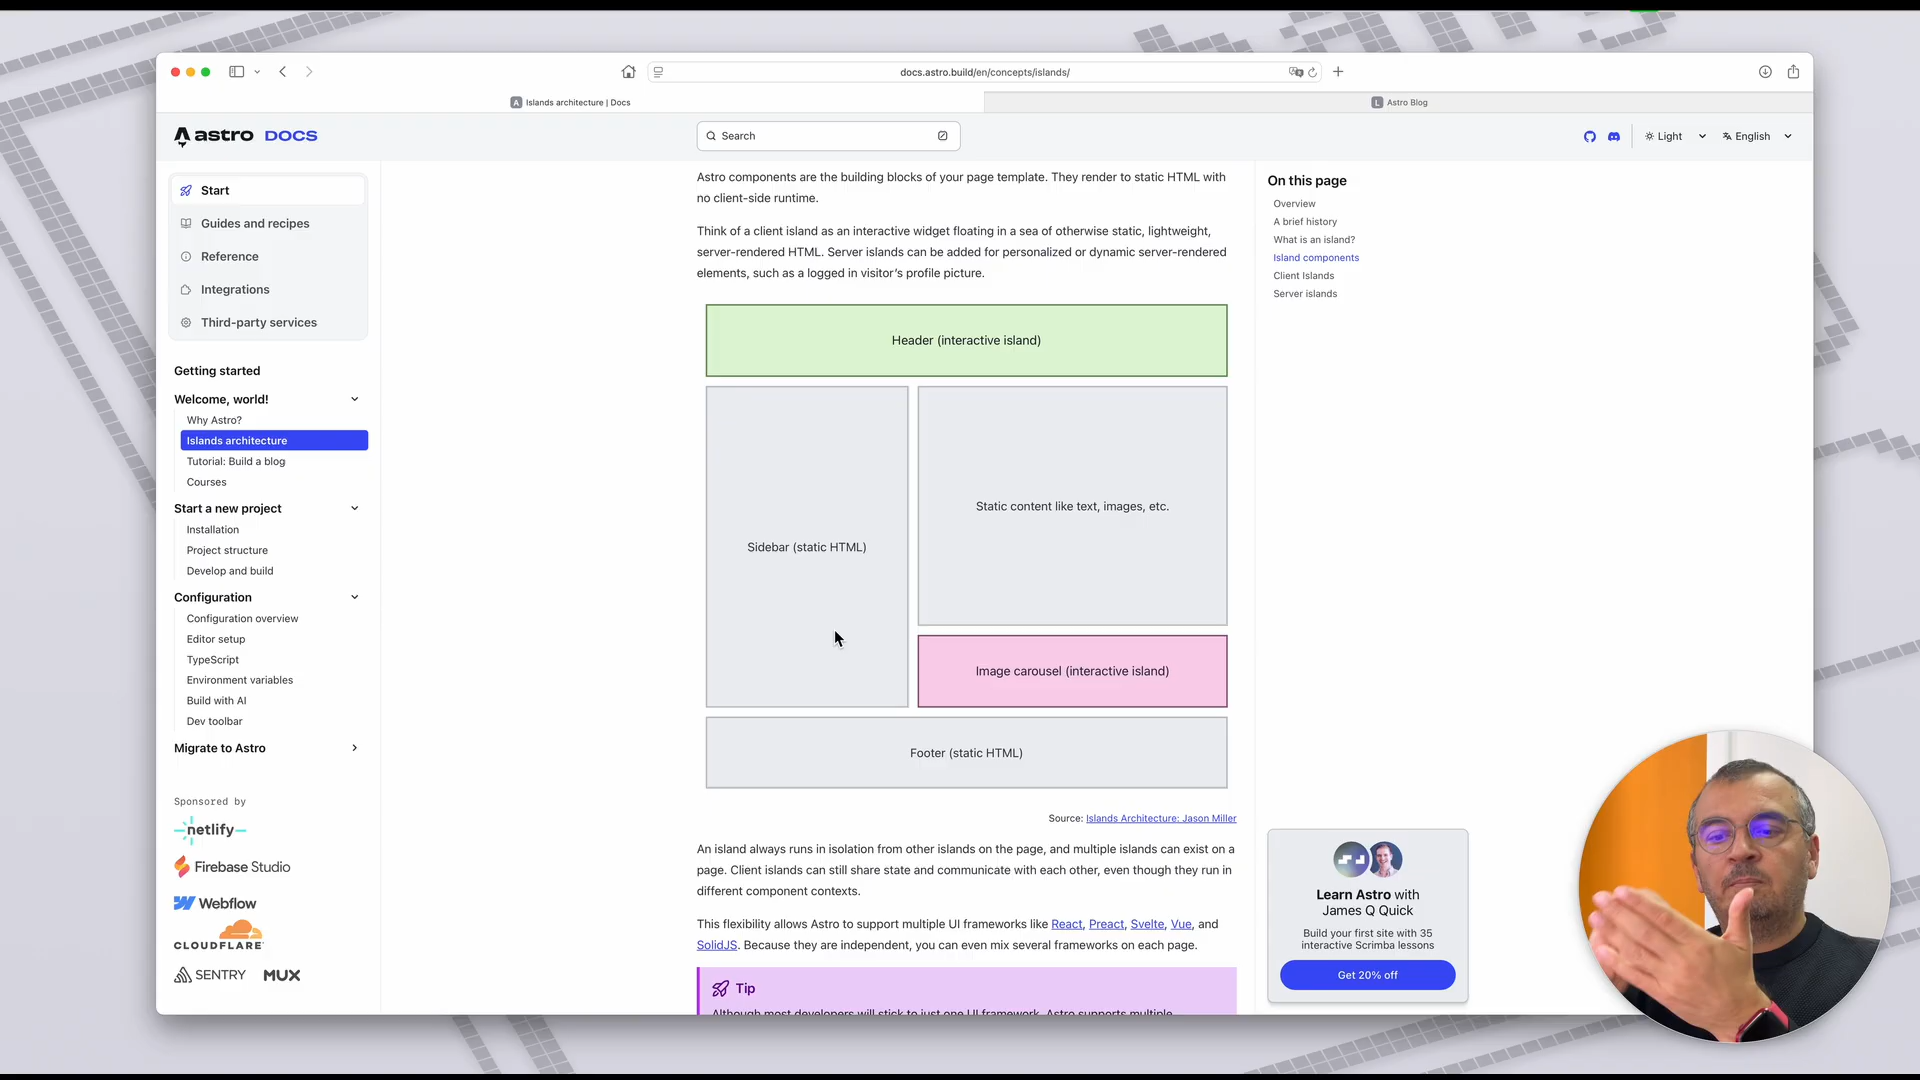 docs.astro.build/en/concepts/islands/
Islands architecture | Docs
Astro Blog
astro DOCS
Search
Light
English
Start
Guides and recipes
Reference
Integrations
Third-party services
Getting started
Welcome, world!
Why Astro?
Islands architecture
Tutorial: Build a blog
Courses
Start a new project
Installation
Project structure
Develop and build
Configuration
Configuration overview
Editor setup
TypeScript
Environment variables
Build with AI
Dev toolbar
Migrate to Astro
Sponsored by
netlify
Firebase Studio
Webflow
CLOUDFLARE
SENTRY
MUX
Astro components are the building blocks of your page template. They render to static HTML with
no client-side runtime.
Think of a client island as an interactive widget floating in a sea of otherwise static, lightweight,
server-rendered HTML. Server islands can be added for personalized or dynamic server-rendered
elements, such as a logged in visitor’s profile picture.
Header (interactive island)
Sidebar (static HTML)
Static content like text, images, etc.
Image carousel (interactive island)
Footer (static HTML)
Source: Islands Architecture: Jason Miller
An island always runs in isolation from other islands on the page, and multiple islands can exist on a
page. Client islands can still share state and communicate with each other, even though they run in
different component contexts.
This flexibility allows Astro to support multiple UI frameworks like React, Preact, Svelte, Vue, and
SolidJS. Because they are independent, you can even mix several frameworks on each page.
Tip
Although most developers will stick to just one UI framework, Astro supports multiple
On this page
Overview
A brief history
What is an island?
Island components
Client Islands
Server islands
Learn Astro with
James Q Quick
Build your first site with 35
interactive Scrimba lessons
Get 20% off